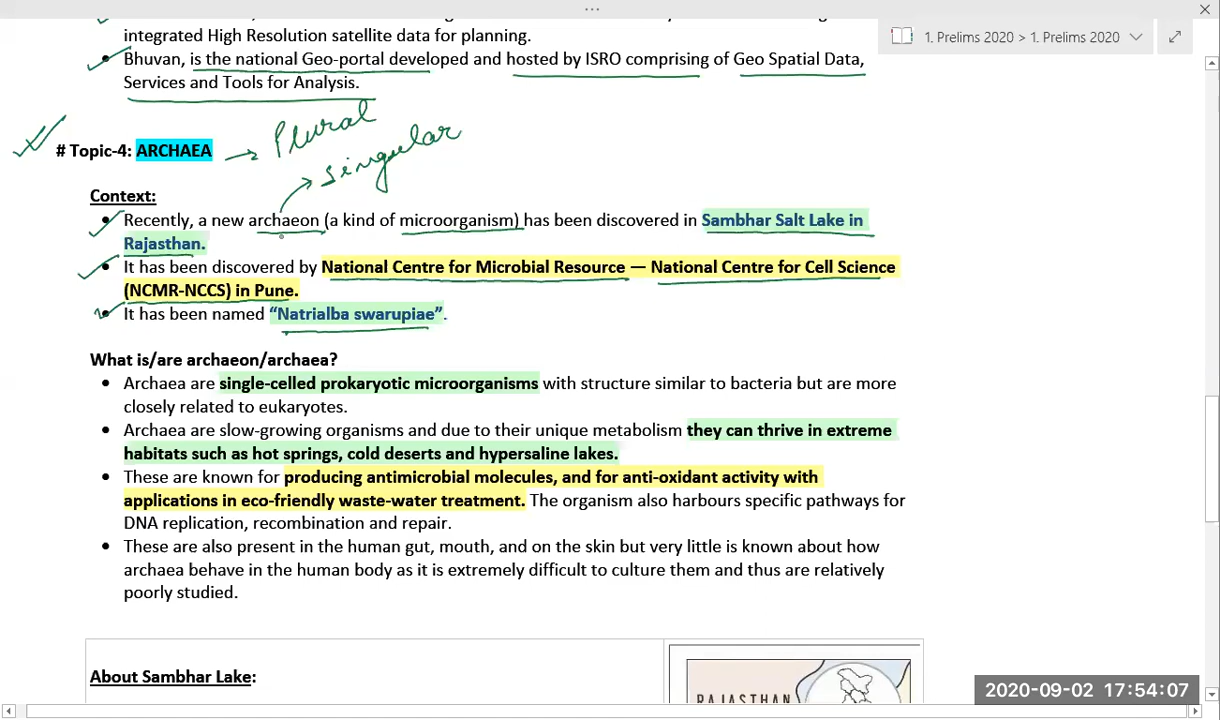 1. Prelims 2020 > 1. Prelims 2020
integrated High Resolution satellite data for planning.
• Bhuvan, is the national Geo-portal developed and hosted by ISRO comprising of Geo Spatial Data,
Services and Tools for Analysis.
# Topic-4: ARCHAEA → Plural
singular
Context:
• Recently, a new archaeon (a kind of microorganism) has been discovered in Sambhar Salt Lake in
Rajasthan.
• It has been discovered by National Centre for Microbial Resource — National Centre for Cell Science
(NCMR-NCCS) in Pune.
• It has been named “Natrialba swarupiae”.
What is/are archaeon/archaea?
• Archaea are single-celled prokaryotic microorganisms with structure similar to bacteria but are more
closely related to eukaryotes.
• Archaea are slow-growing organisms and due to their unique metabolism they can thrive in extreme
habitats such as hot springs, cold deserts and hypersaline lakes.
• These are known for producing antimicrobial molecules, and for anti-oxidant activity with
applications in eco-friendly waste-water treatment. The organism also harbours specific pathways for
DNA replication, recombination and repair.
• These are also present in the human gut, mouth, and on the skin but very little is known about how
archaea behave in the human body as it is extremely difficult to culture them and thus are relatively
poorly studied.
About Sambhar Lake:
RAJASTHAN
2020-09-02 17:54:07